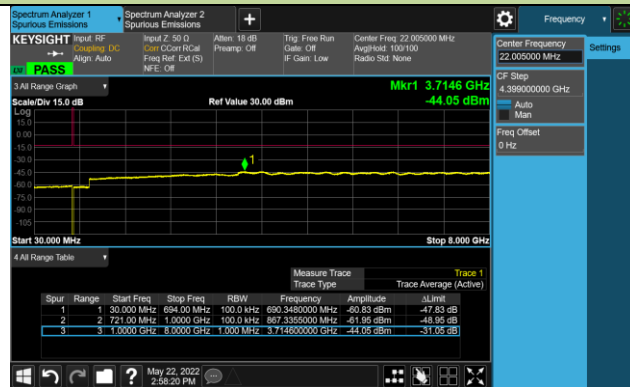 Spectrum Analyzer 1
Spurious Emissions
Spectrum Analyzer 2
Spurious Emissions
+
Frequency
KEYSIGHT
Input: RF
Coupling: DC
Align: Auto
Input Z: 50 Ω
Corr CCorr RCal
Freq Ref: Ext (S)
NFE: Off
Atten: 18 dB
Preamp: Off
Trig: Free Run
Gate: Off
IF Gain: Low
Center Freq: 22.005000 MHz
Avg|Hold: 100/100
Radio Std: None
PASS
Center Frequency
22.005000 MHz
Settings
CF Step
4.399000000 GHz
Auto
Man
Freq Offset
0 Hz
3 All Range Graph
Mkr1 3.7146 GHz
-44.05 dBm
Scale/Div 15.0 dB
Ref Value 30.00 dBm
Log
15.0
0.00
-15.0
-30.0
-45.0
-60.0
-75.0
-90.0
-105
1
Start 30.000 MHz
Stop 8.000 GHz
4 All Range Table
Measure Trace Trace 1
Trace Type Trace Average (Active)
Spur Range Start Freq Stop Freq RBW Frequency Amplitude ΔLimit
1 1 30.000 MHz 694.00 MHz 100.0 kHz 690.3480000 MHz -60.83 dBm -47.83 dB
2 2 721.00 MHz 1.0000 GHz 100.0 kHz 867.3355000 MHz -61.95 dBm -48.95 dB
3 3 1.0000 GHz 8.0000 GHz 1.000 MHz 3.714600000 GHz -44.05 dBm -31.05 dB
?
May 22, 2022
2:58:20 PM